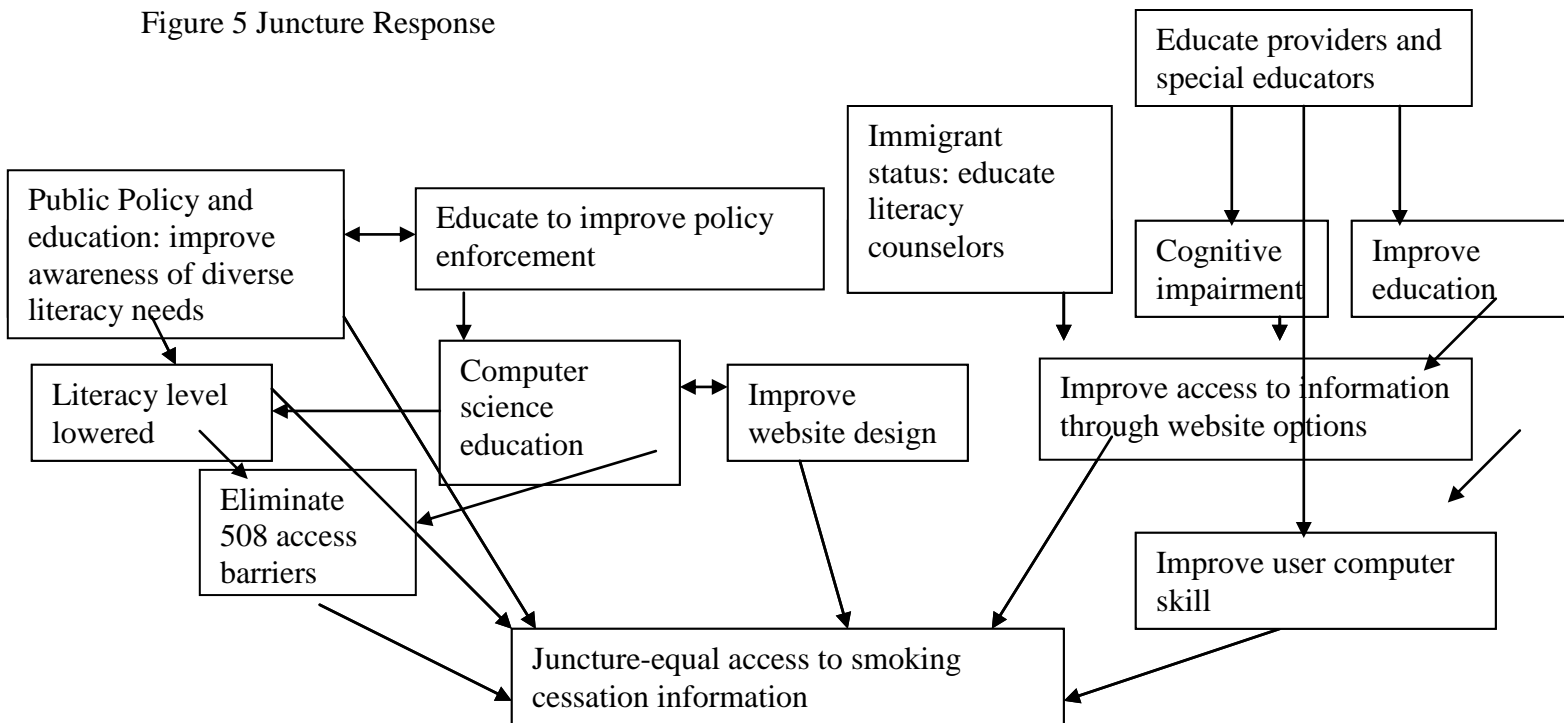 Figure 5 Juncture Response
Educate providers and
special educators
Immigrant
status: educate
literacy
counselors
Public Policy and
education: improve
awareness of diverse
literacy needs
Educate to improve policy
enforcement
Cognitive
impairment
Improve
education
Literacy level
lowered
Computer
science
education
Improve
website design
Improve access to information
through website options
Eliminate
508 access
barriers
Improve user computer
skill
Juncture-equal access to smoking
cessation information